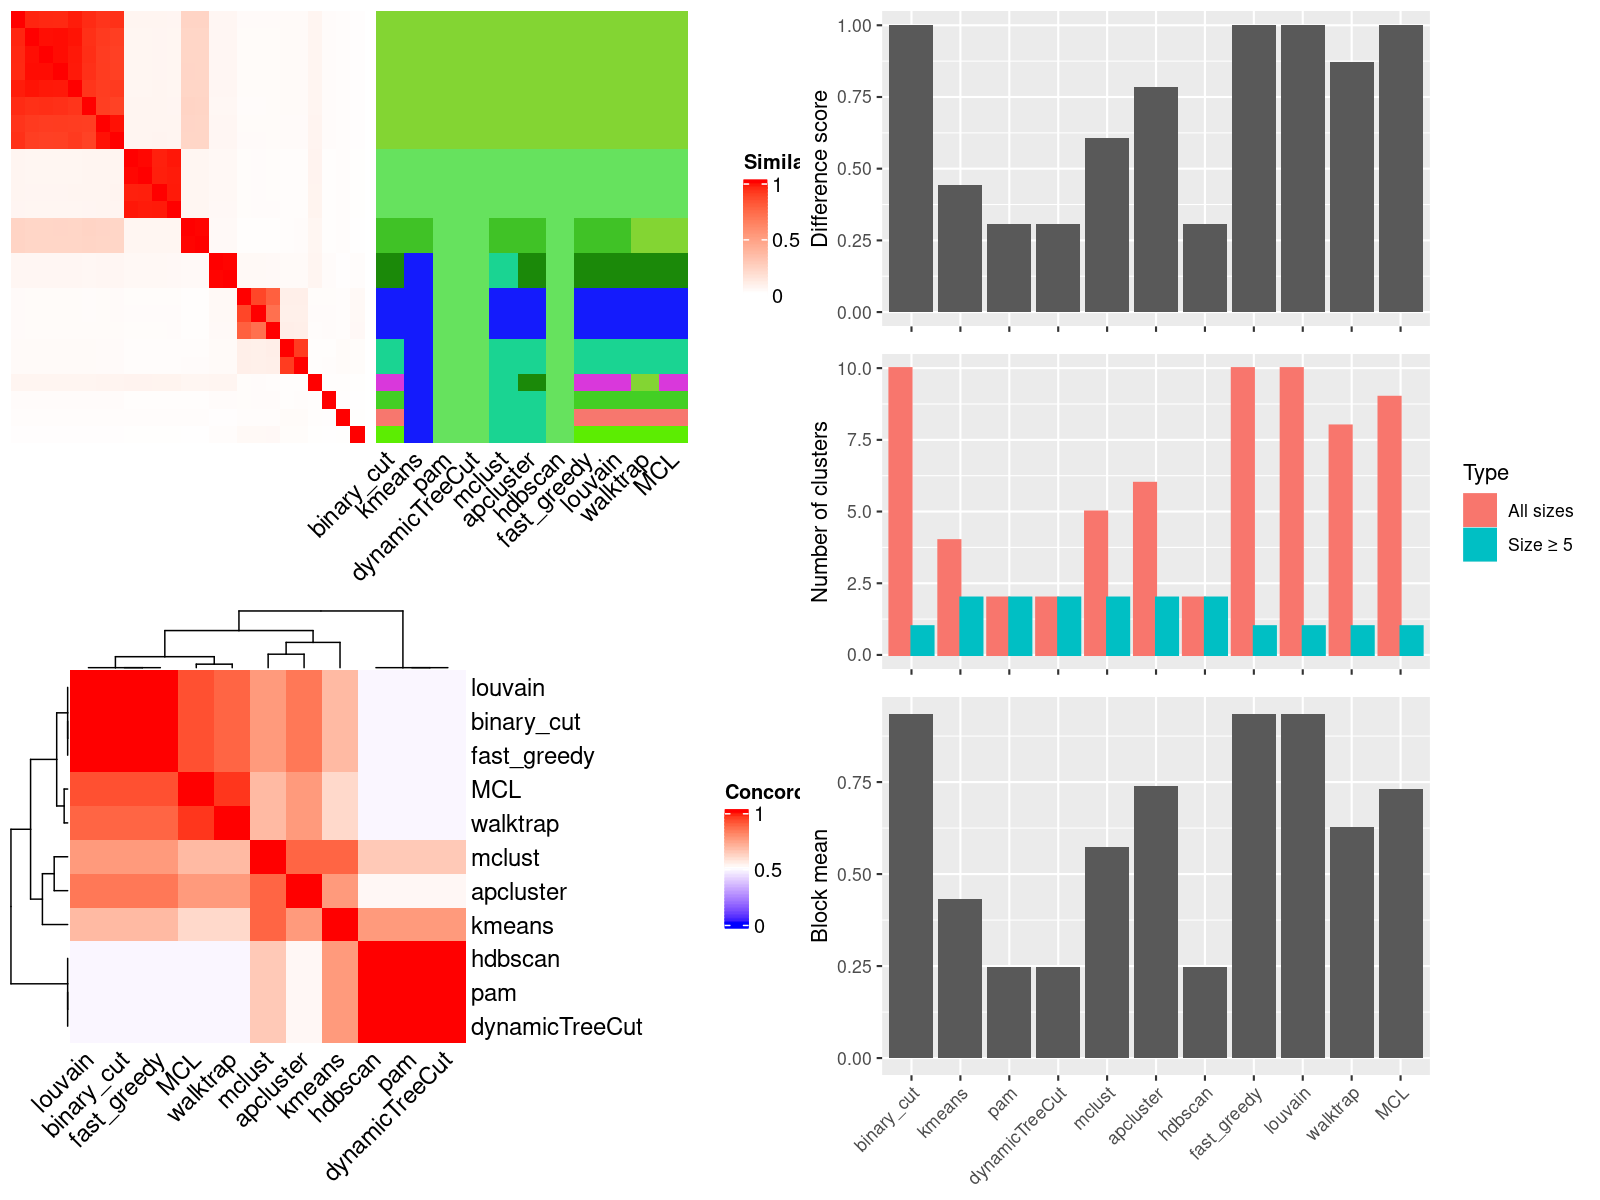 Simila
1
0.5
0
binary_cut
kmeans
pam
dynamicTreeCut
mclust
apcluster
hdbscan
fast_greedy
louvain
walktrap
MCL
louvain
binary_cut
fast_greedy
MCL
walktrap
mclust
apcluster
kmeans
hdbscan
pam
dynamicTreeCut
louvain
binary_cut
fast_greedy
MCL
walktrap
mclust
apcluster
kmeans
hdbscan
pam
dynamicTreeCut
Concord
1
0.5
0
Difference score
1.00
0.75
0.50
0.25
0.00
Number of clusters
10.0
7.5
5.0
2.5
0.0
Type
All sizes
Size ≥ 5
Block mean
0.75
0.50
0.25
0.00
binary_cut
kmeans
pam
dynamicTreeCut
mclust
apcluster
hdbscan
fast_greedy
louvain
walktrap
MCL